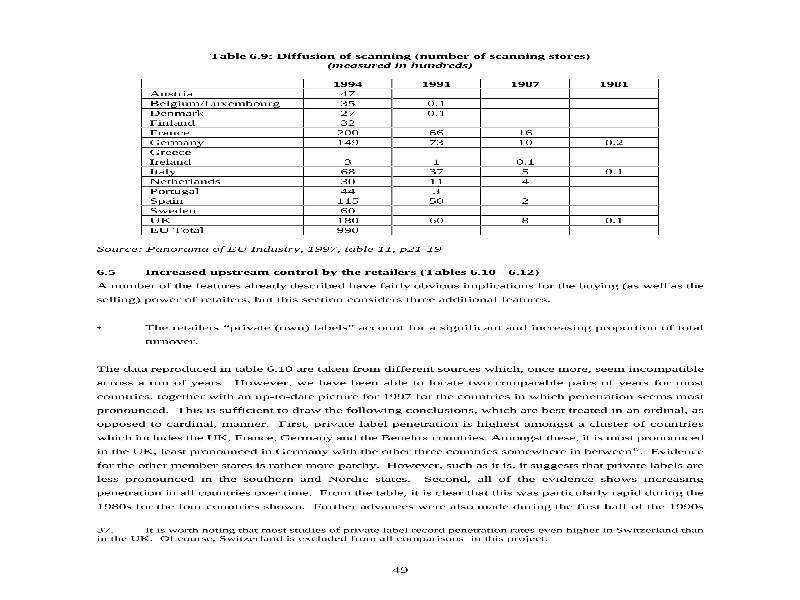 Table 6.9: Diffusion of scanning (number of scanning stores)
(measured in hundreds)
1994 1991 1987 1981
Austria 47
Belgium/Luxembourg 35 0.1
Denmark 27 0.1
Finland 32
France 200 66 16
Germany 149 73 10 0.2
Greece
Ireland 3 1 0.1
Italy 68 37 5 0.1
Netherlands 30 11 4
Portugal 44 3
Spain 115 50 2
Sweden 60
UK 180 60 8 0.1
EU Total 990
Source: Panorama of EU Industry, 1997, table 11, p21-19
6.5 Increased upstream control by the retailers (Tables 6.10 - 6.12)
A number of the features already described have fairly obvious implications for the buying (as well as the
selling) power of retailers, but this section considers three additional features.
• The retailers "private (own) labels" account for a significant and increasing proportion of total
turnover.
The data reproduced in table 6.10 are taken from different sources which, once more, seem incompatible
across a run of years. However, we have been able to locate two comparable pairs of years for most
countries, together with an up-to-date picture for 1997 for the countries in which penetration seems most
pronounced. This is sufficient to draw the following conclusions, which are best treated in an ordinal, as
opposed to cardinal, manner. First, private label penetration is highest amongst a cluster of countries
which includes the UK, France, Germany and the Benelux countries. Amongst these, it is most pronounced
in the UK, least pronounced in Germany with the other three countries somewhere in between37. Evidence
for the other member states is rather more patchy. However, such as it is, it suggests that private labels are
less pronounced in the southern and Nordic states. Second, all of the evidence shows increasing
penetration in all countries over time. From the table, it is clear that this was particularly rapid during the
1980s for the four countries shown. Further advances were also made during the first half of the 1990s
37. It is worth noting that most studies of private label record penetration rates even higher in Switzerland than
in the UK. Of course, Switzerland is excluded from all comparisons in this project.
49